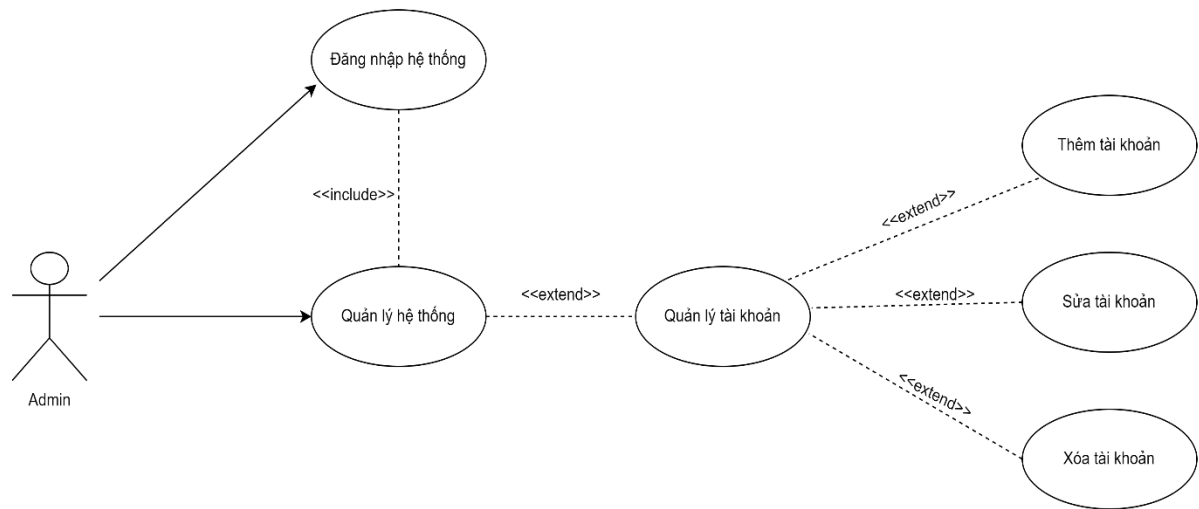 Đăng nhập hệ thống
Thêm tài khoản
<<include>>
<<extend>>
<<extend>>
<<extend>>
Quản lý hệ thống
Quản lý tài khoản
Sửa tài khoản
<<extend>>
Admin
Xóa tài khoản